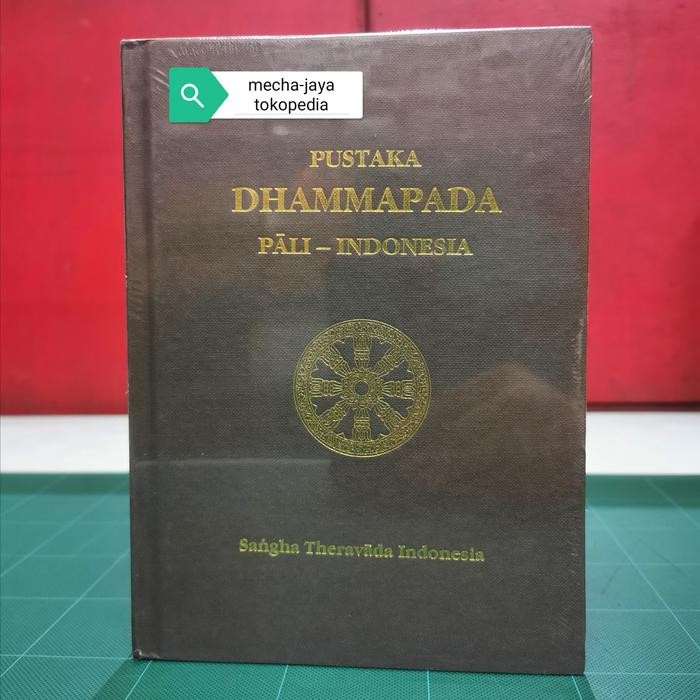 mecha-jaya
tokopedia
PUSTAKA
DHAMMAPADA
PĀLI – INDONESIA
Saṅgha Theravāda Indonesia